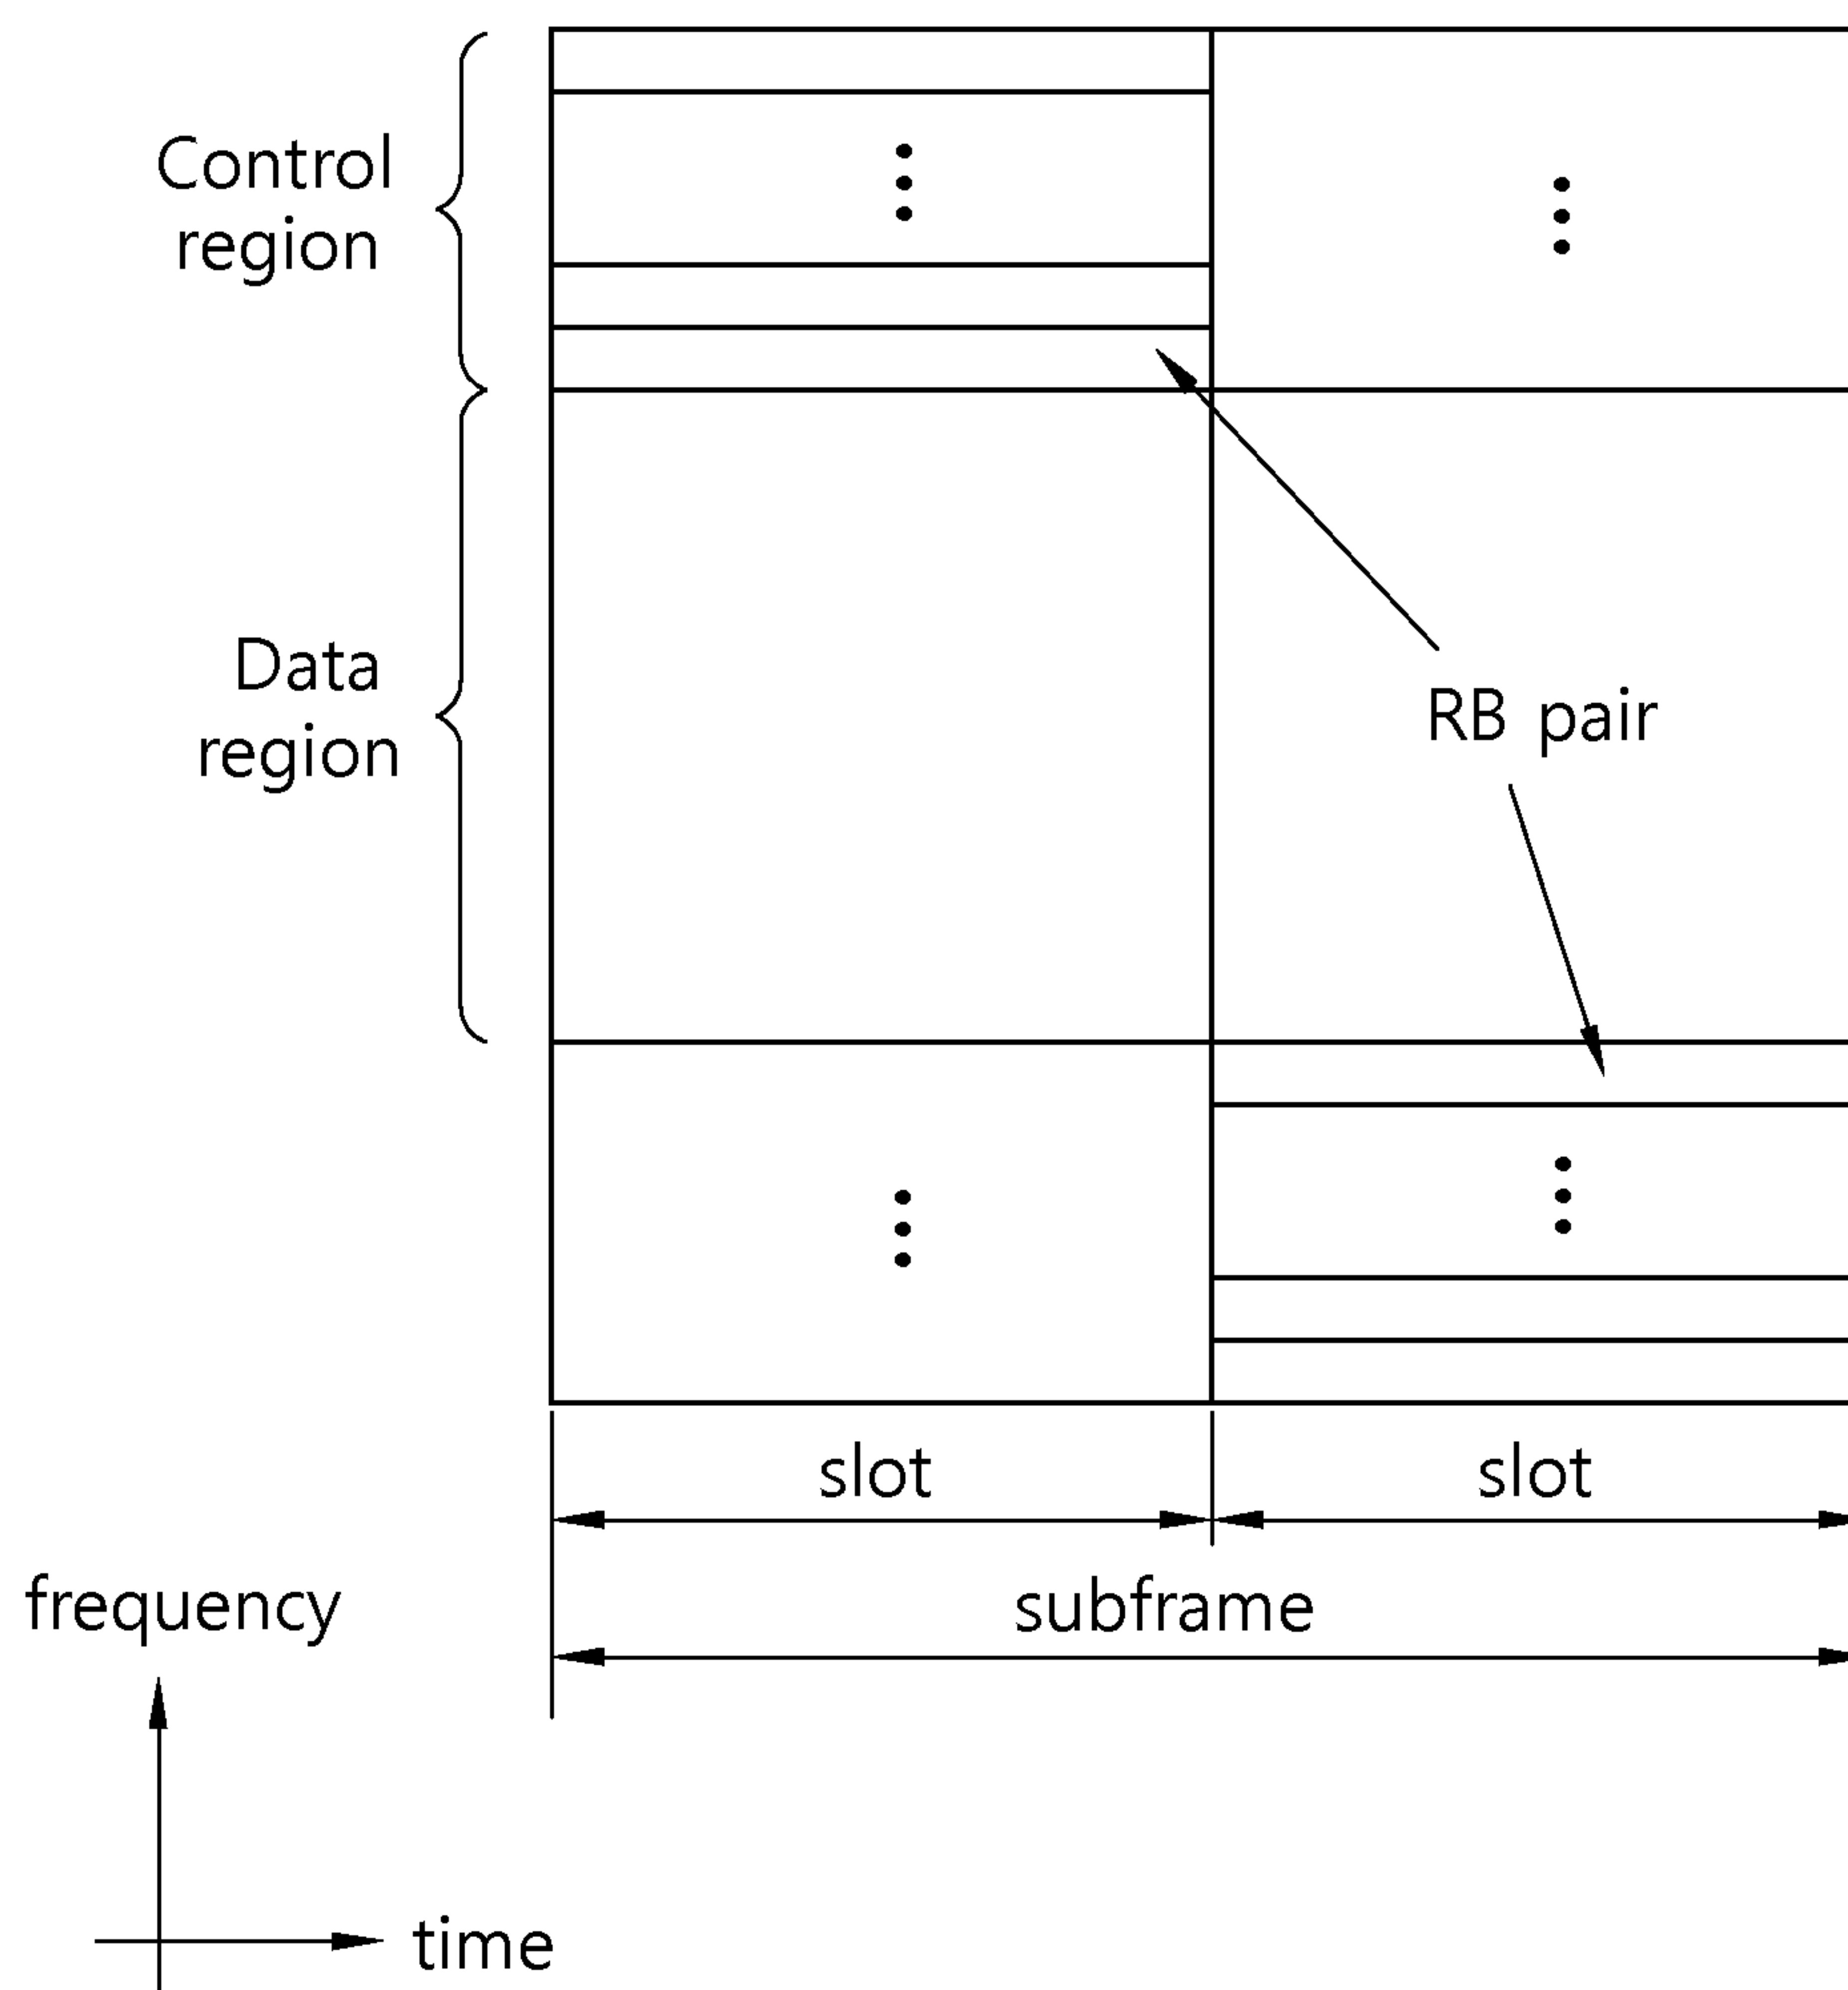 Control
region
Data
region
RB pair
slot
slot
subframe
frequency
time